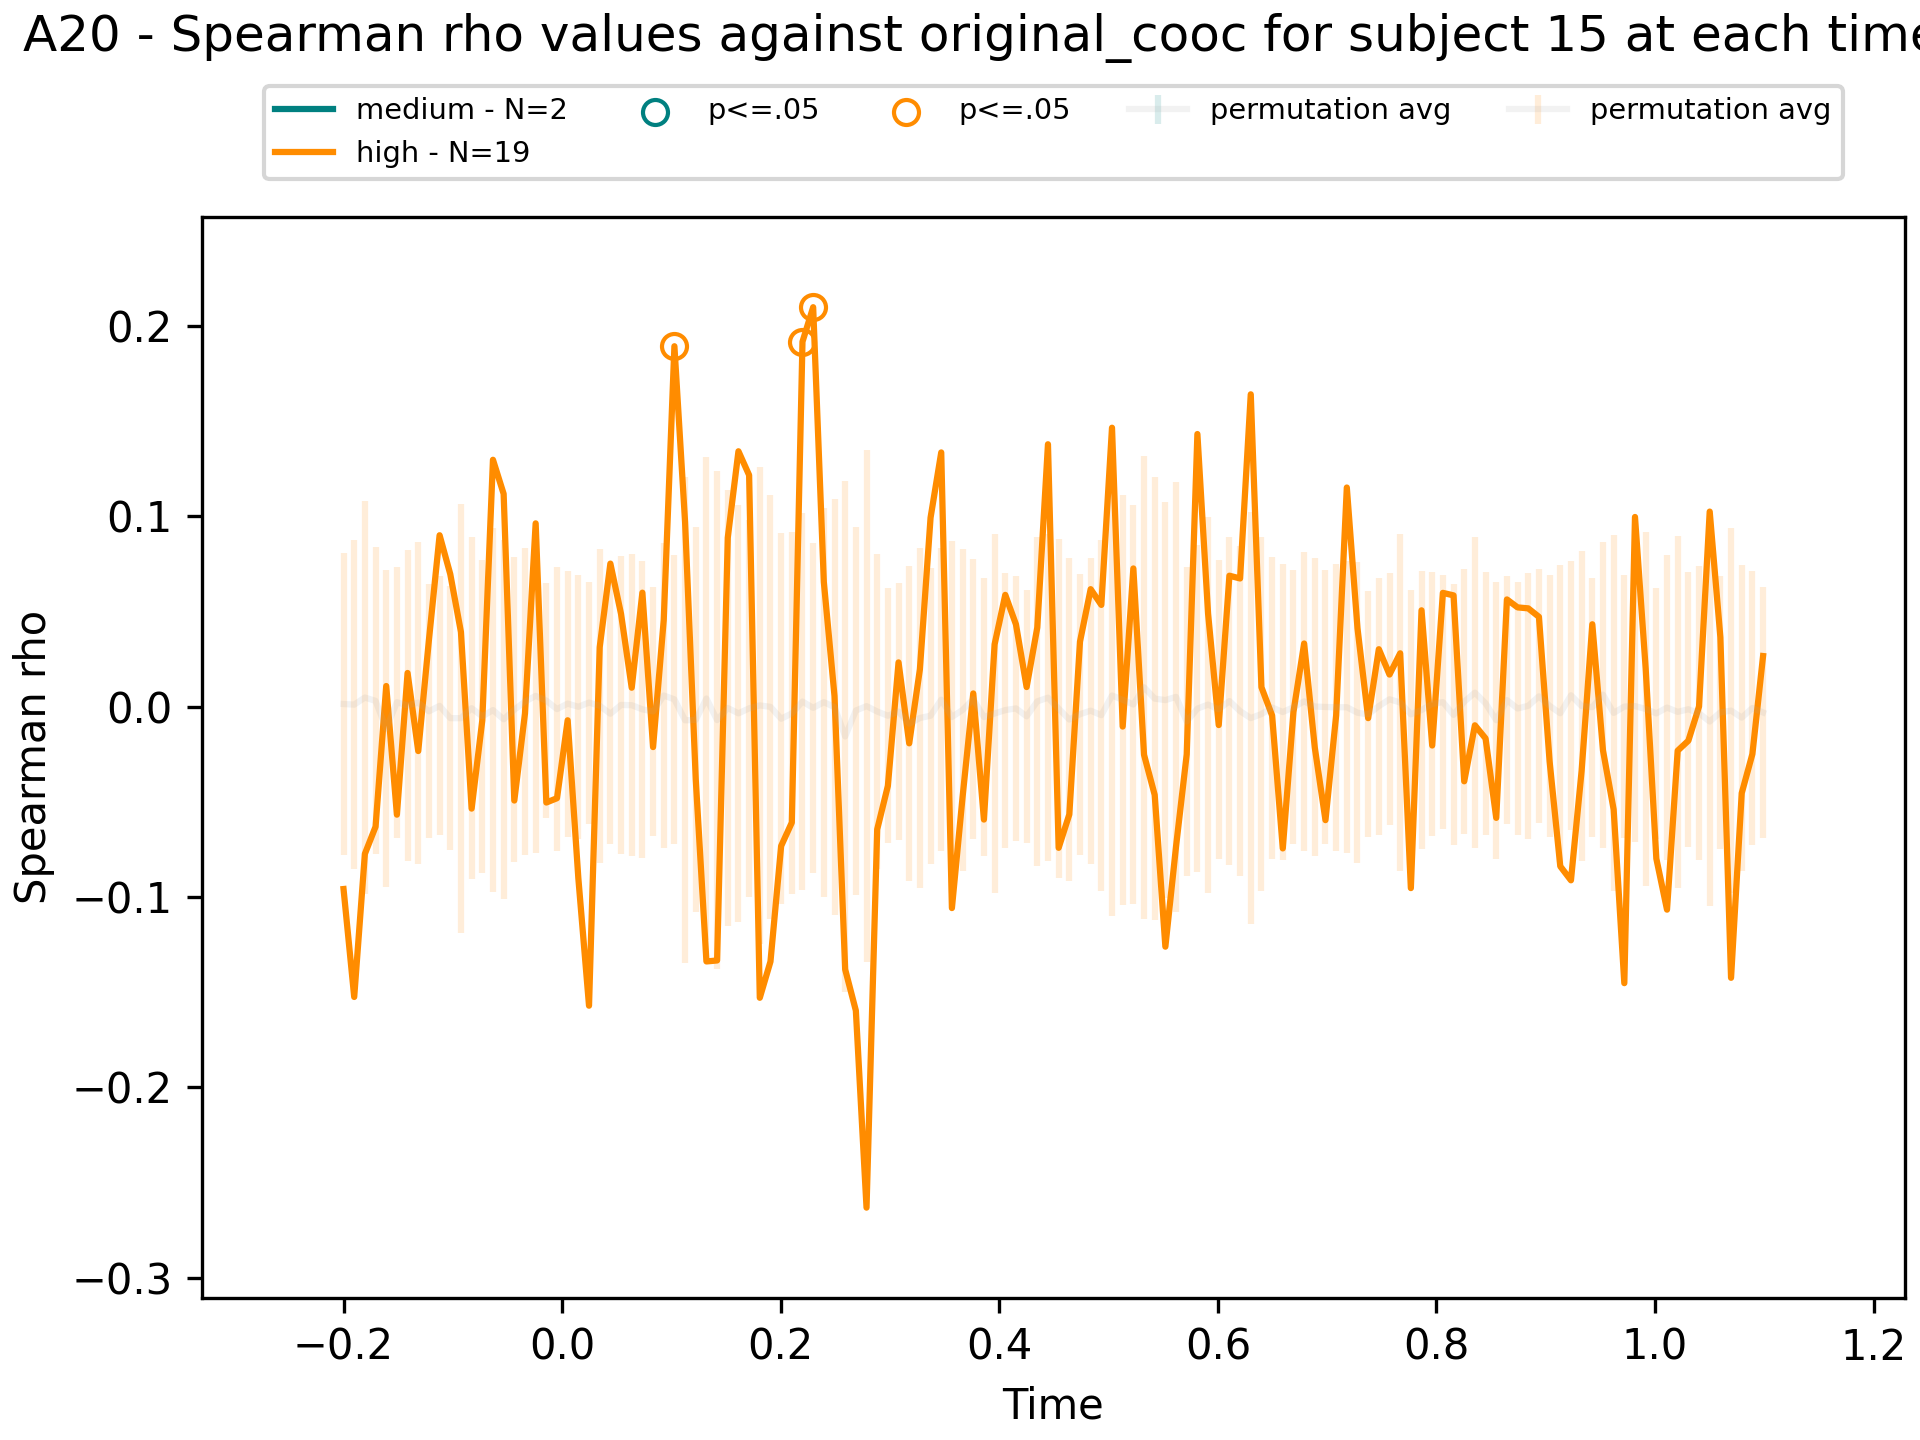 A20 - Spearman rho values against original_cooc for subject 15 at each time
medium - N=2 p<=.05 p<=.05 permutation avg permutation avg
high - N=19
0.2
0.1
0.0
−0.1
−0.2
−0.3
Spearman rho
−0.2 0.0 0.2 0.4 0.6 0.8 1.0 1.2
Time